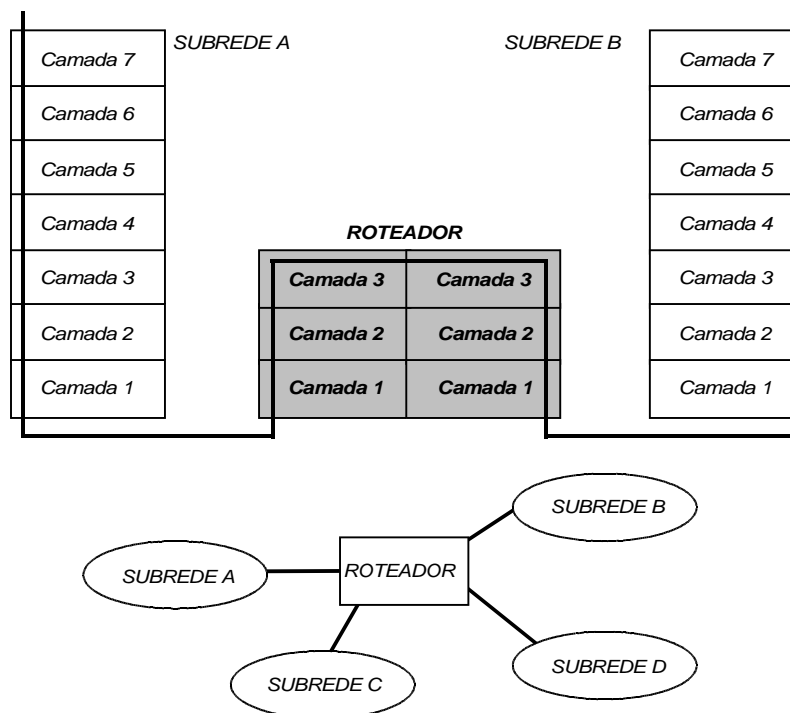 SUBREDE A
SUBREDE B
Camada 7
Camada 7
Camada 6
Camada 6
Camada 5
Camada 5
Camada 4
Camada 4
ROTEADOR
Camada 3
Camada 3
Camada 3
Camada 3
Camada 2
Camada 2
Camada 2
Camada 2
Camada 1
Camada 1
Camada 1
Camada 1
SUBREDE B
SUBREDE A
ROTEADOR
SUBREDE C
SUBREDE D